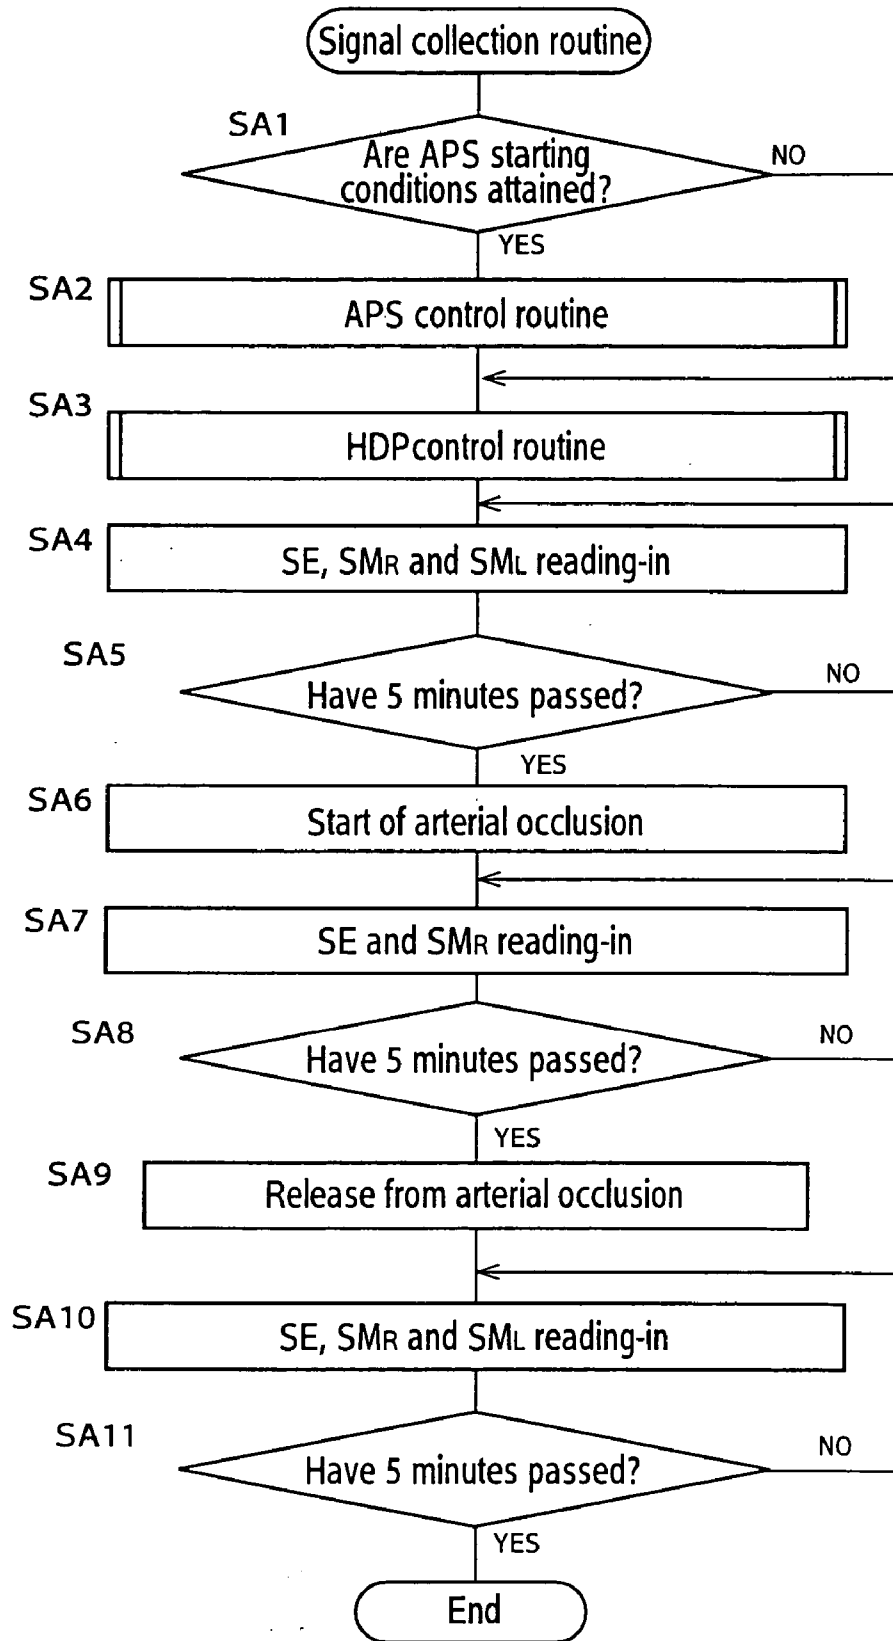 Signal collection routine
SA1
Are APS starting
conditions attained?
NO
YES
SA2
APS control routine
SA3
HDPcontrol routine
SA4
SE, SMR and SML reading-in
SA5
Have 5 minutes passed?
NO
YES
SA6
Start of arterial occlusion
SA7
SE and SMR reading-in
SA8
Have 5 minutes passed?
NO
YES
SA9
Release from arterial occlusion
SA10
SE, SMR and SML reading-in
SA11
Have 5 minutes passed?
NO
YES
End